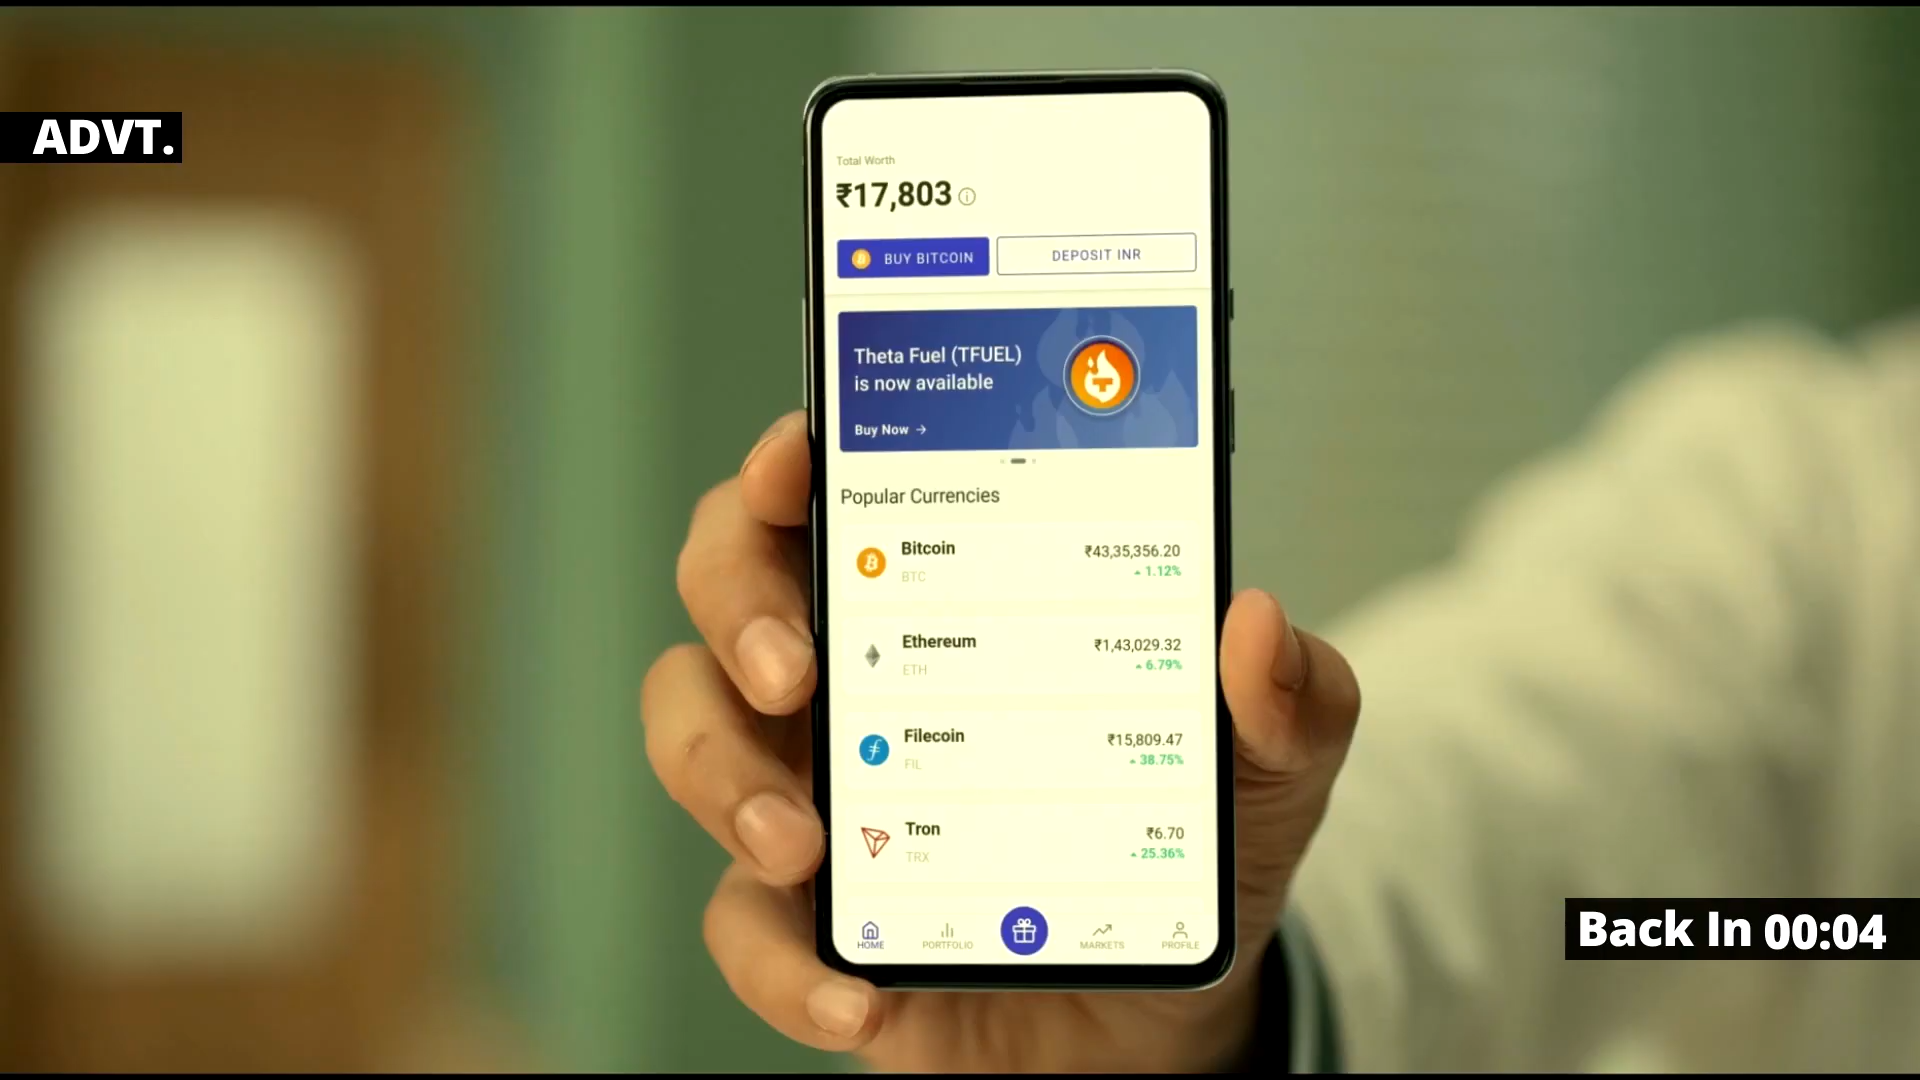 ADVT.
Total Worth
₹17,803
BUY BITCOIN
DEPOSIT INR
Theta Fuel (TFUEL)
is now available
Buy Now →
Popular Currencies
Bitcoin
₹43,35,356.20
BTC
1.12%
Ethereum
₹1,43,029.32
ETH
6.79%
Filecoin
₹15,809.47
FIL
38.75%
Tron
₹6.70
TRX
25.36%
HOME
PORTFOLIO
MARKETS
PROFILE
Back In 00:04